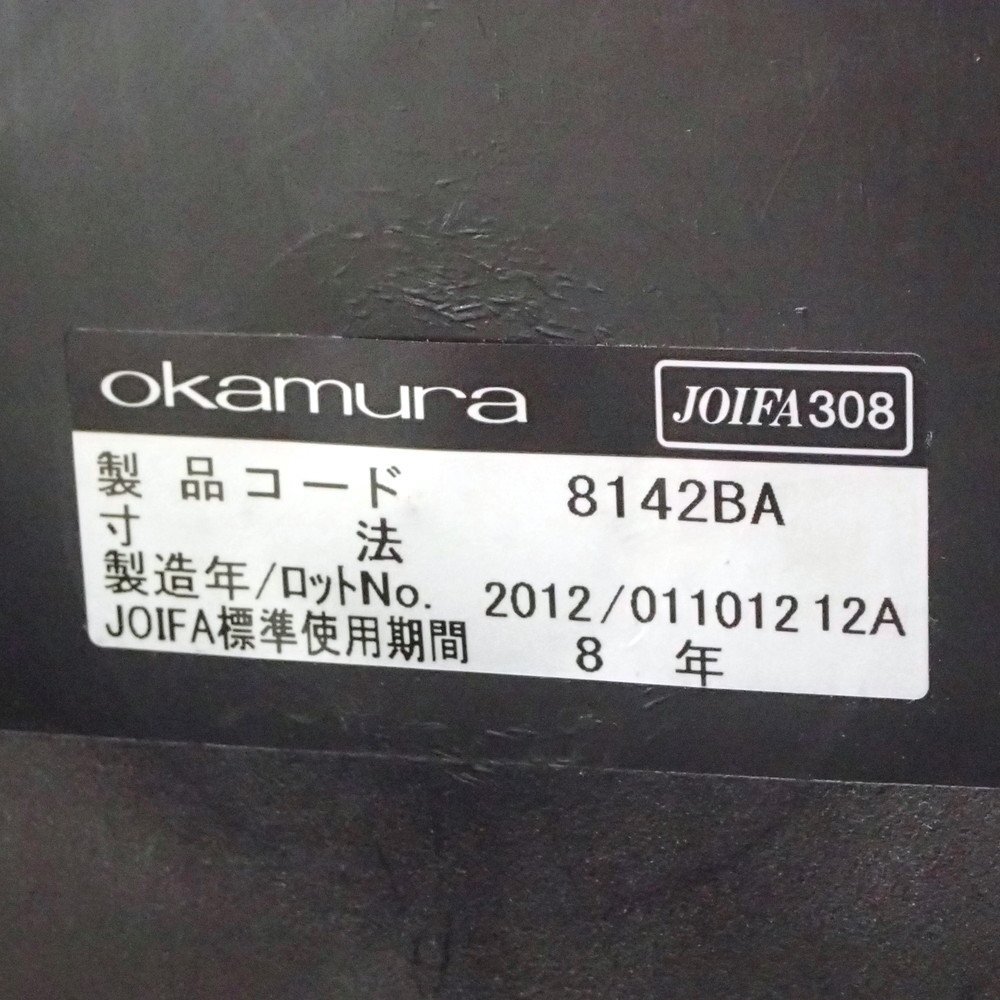 okamura JOIFA308
製品コード 8142BA
寸法
製造年/ロットNo. 2012/01101212A
JOIFA標準使用期間 8 年